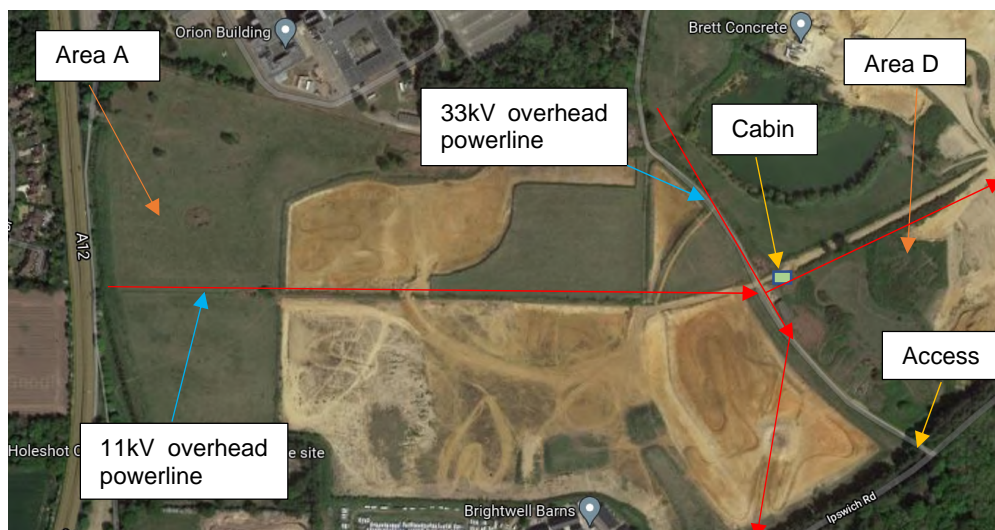 Orion Building
Brett Concrete
Area A
Area D
33kV overhead
powerline
Cabin
A12
Access
11kV overhead
powerline
Holeshot
e site
Brightwell Barns
Ipswich Rd